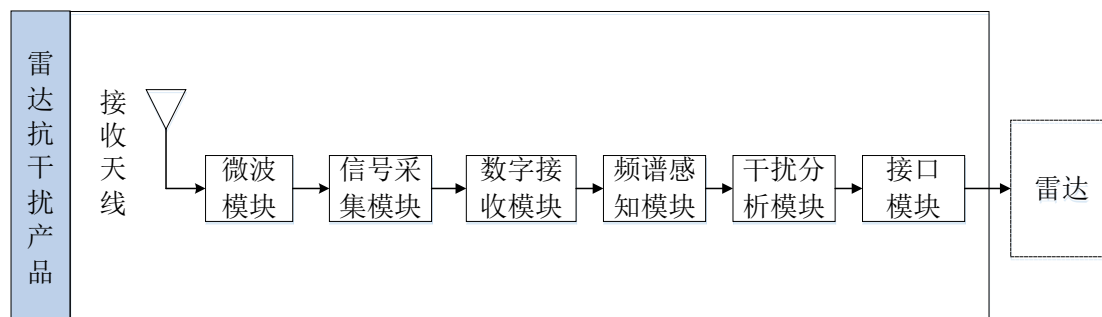 雷达抗干扰产品
接收天线
微波
模块
信号采
集模块
数字接
收模块
频谱感
知模块
干扰分
析模块
接口
模块
雷达